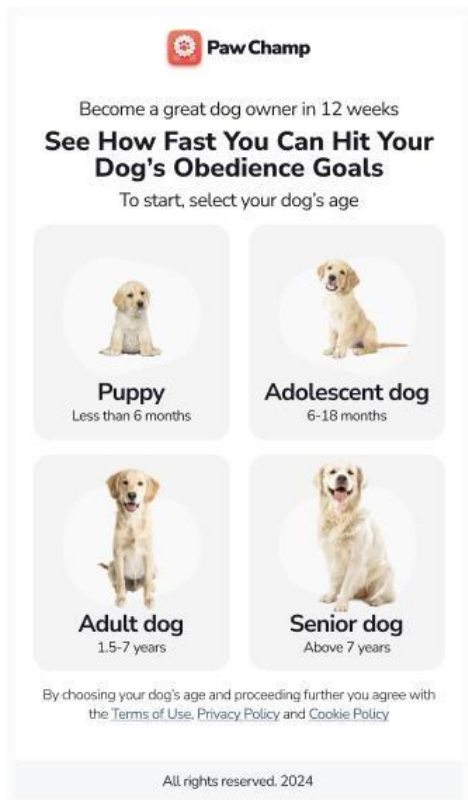 Paw Champ
Become a great dog owner in 12 weeks
See How Fast You Can Hit Your
Dog's Obedience Goals
To start, select your dog's age
Puppy
Less than 6 months
Adolescent dog
6-18 months
Adult dog
1.5-7 years
Senior dog
Above 7 years
By choosing your dog's age and proceeding further you agree with
the Terms of Use, Privacy Policy and Cookie Policy
All rights reserved. 2024